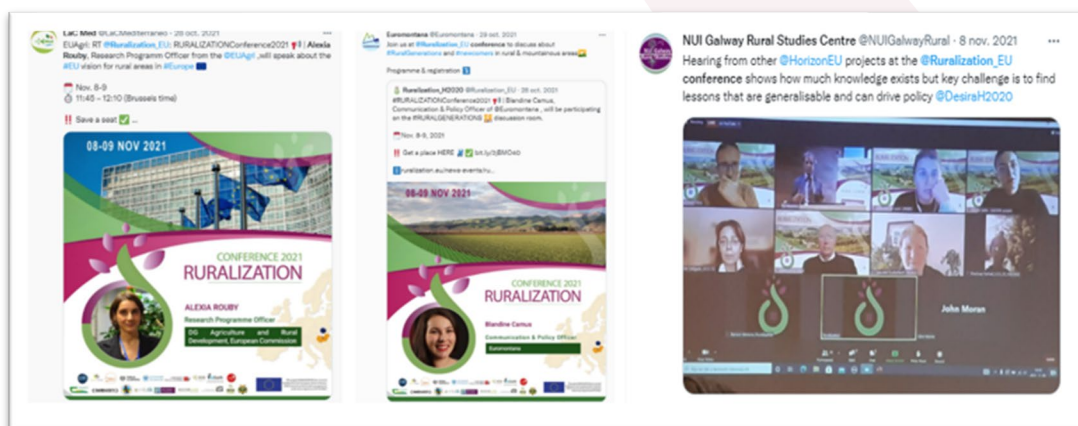 LaC Med @LaCMediterraneo · 28 oct. 2021
EUAgri: RT @Ruralization_EU: RURALIZATIONConference2021 | Alexia
Rouby, Research Programm Officer from the @EUAgri ,will speak about the
#EU vision for rural areas in #Europe
Nov. 8-9
11:45 – 12:10 (Brussels time)
Save a seat ...
08-09 NOV 2021
CONFERENCE 2021
RURALIZATION
ALEXIA ROUBY
Research Programme Officer
DG Agriculture and Rural
Development, European Commission
Euromontana @Euromontana · 29 oct. 2021
Join us at @Ruralization_EU conference to discuss about
#RuralGenerations and #newcomers in rural & mountainous areas
Programme & registration
Ruralization_H2020 @Ruralization_EU · 28 oct. 2021
#RURALIZATIONConference2021 | Blandine Camus,
Communication & Policy Officer of @Euromontana , will be participating
on the #RURALGENERATIONS discussion room.
Nov. 8-9, 2021
Get a place HERE
ruralization.eu/news-events/ru...
08-09 NOV 2021
CONFERENCE 2021
RURALIZATION
Blandine Camus
Communication & Policy Officer
Euromontana
NUI Galway Rural Studies Centre @NUIGalwayRural · 8 nov. 2021
Hearing from other @HorizonEU projects at the @Ruralization_EU
conference shows how much knowledge exists but key challenge is to find
lessons that are generalisable and can drive policy @DesiraH2020
John Moran